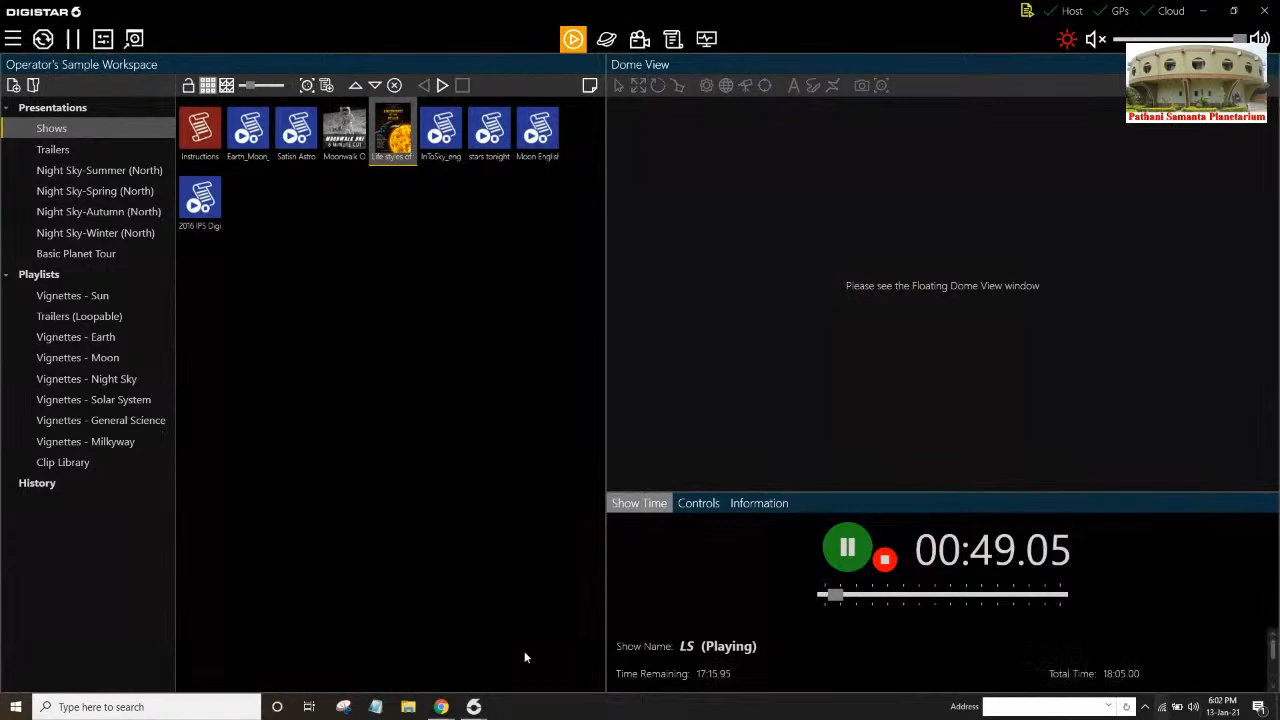 DIGISTAR 6
Host
GPs
Cloud
Operator's Sample Workspace
Dome View
Pathani Samanta Planetarium
Presentations
Shows
Trailers
Night Sky-Summer (North)
Night Sky-Spring (North)
Night Sky-Autumn (North)
Night Sky-Winter (North)
Basic Planet Tour
Playlists
Vignettes - Sun
Trailers (Loopable)
Vignettes - Earth
Vignettes - Moon
Vignettes - Night Sky
Vignettes - Solar System
Vignettes - General Science
Vignettes - Milkyway
Clip Library
History
Instructions
Earth_Moon_
Satish Astro
Moonwalk O
Life styles of
InToSky_eng
stars tonight
Moon English
2016 IPS Digi
Please see the Floating Dome View window
Show Time
Controls
Information
00:49.05
Show Name: LS (Playing)
Time Remaining: 17:15.95
Total Time: 18:05.00
Type here to search
Address
6:02 PM
13-Jan-21